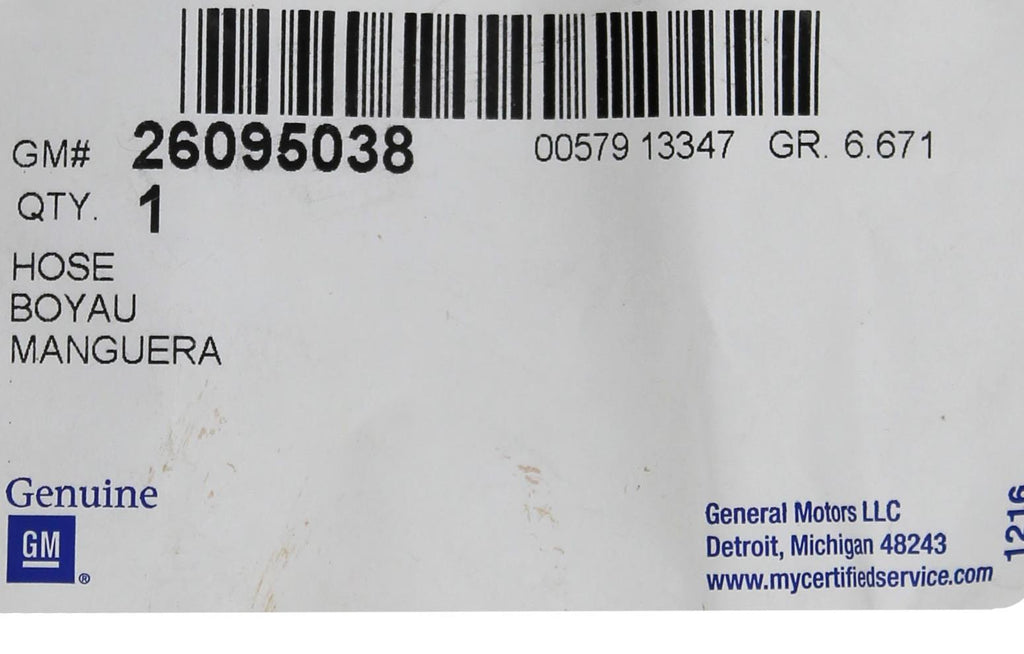 GM# 26095038 00579 13347 GR. 6.671
QTY. 1
HOSE
BOYAU
MANGUERA
Genuine
GM ®
General Motors LLC
Detroit, Michigan 48243
www.mycertifiedservice.com
1216